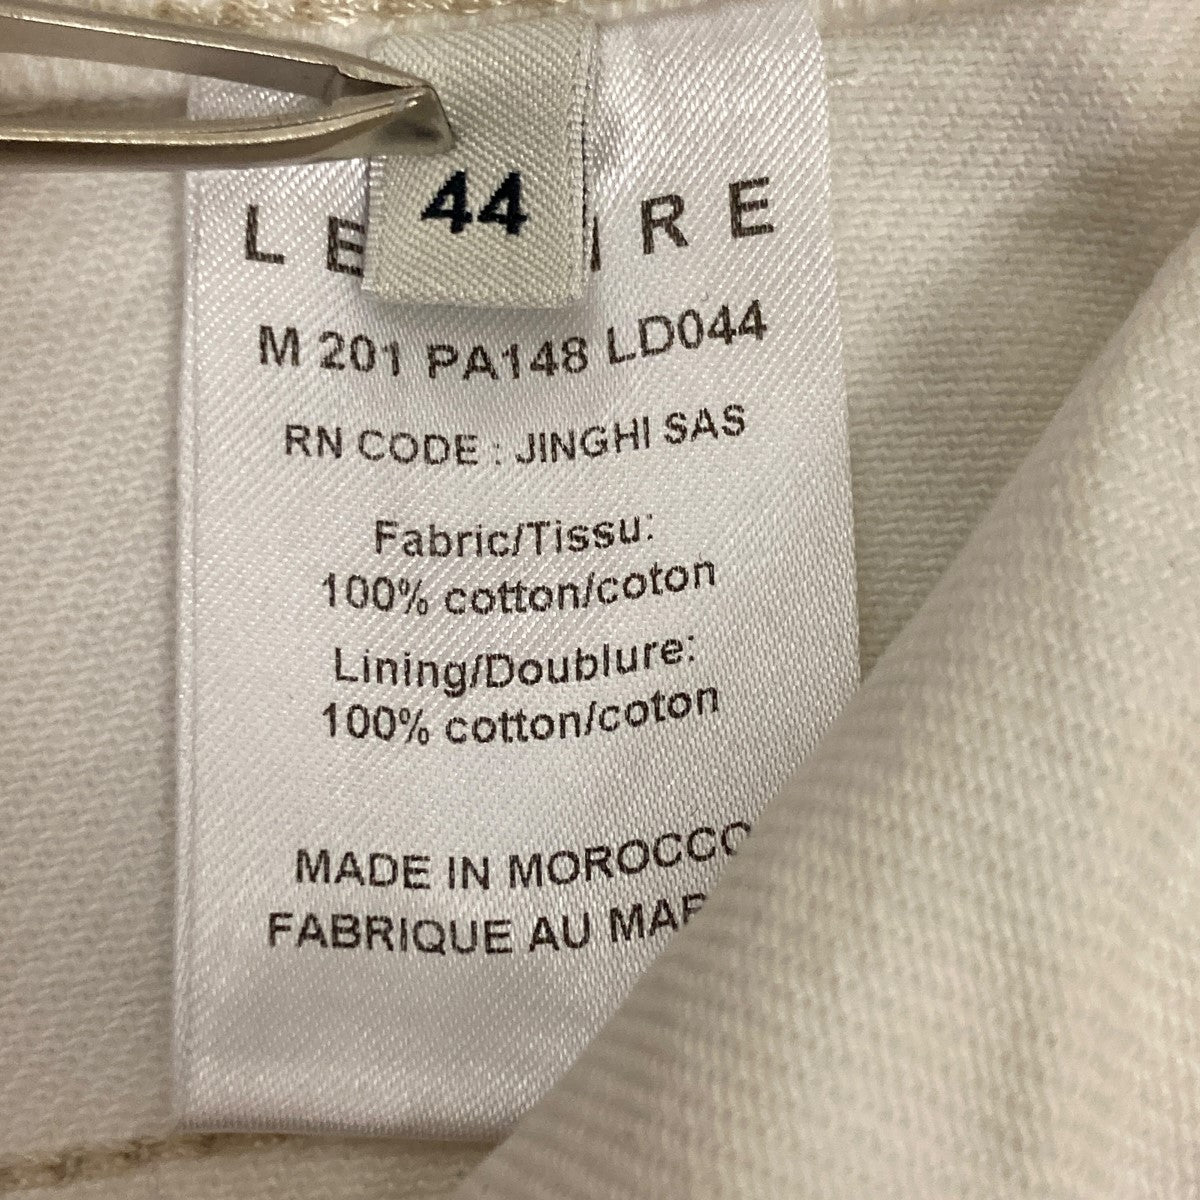 44
M 201 PA148 LD044
RN CODE : JINGHI SAS
Fabric/Tissu:
100% cotton/coton
Lining/Doublure:
100% cotton/coton
MADE IN MOROCCO
FABRIQUE AU